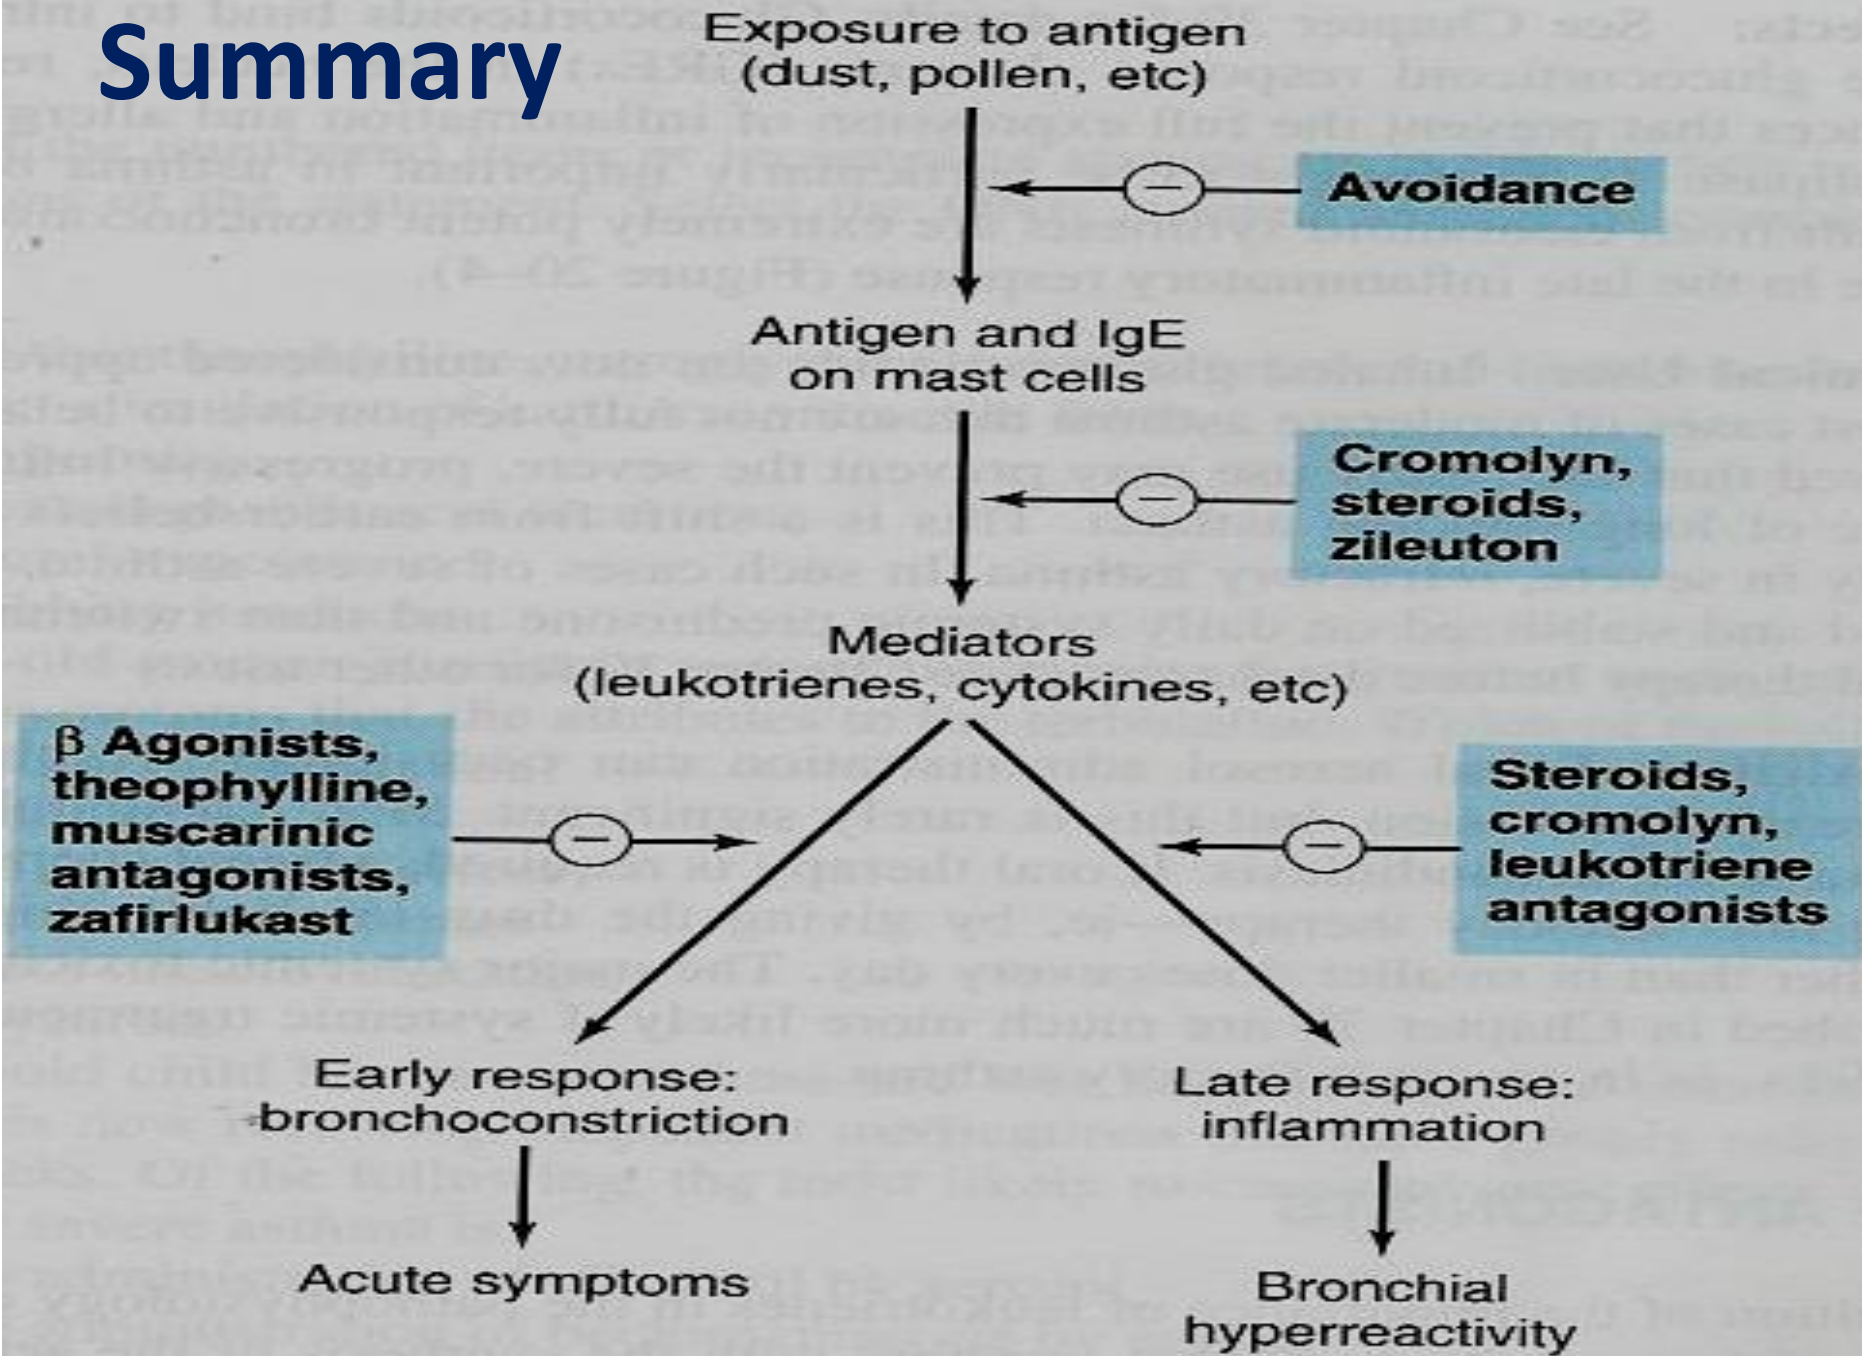 Summary
Exposure to antigen
(dust, pollen, etc)
Avoidance
Antigen and IgE
on mast cells
Cromolyn,
steroids,
zileuton
Mediators
(leukotrienes, cytokines, etc)
β Agonists,
theophylline,
muscarinic
antagonists,
zafirlukast
Steroids,
cromolyn,
leukotriene
antagonists
Early response:
bronchoconstriction
Late response:
inflammation
Acute symptoms
Bronchial
hyperreactivity